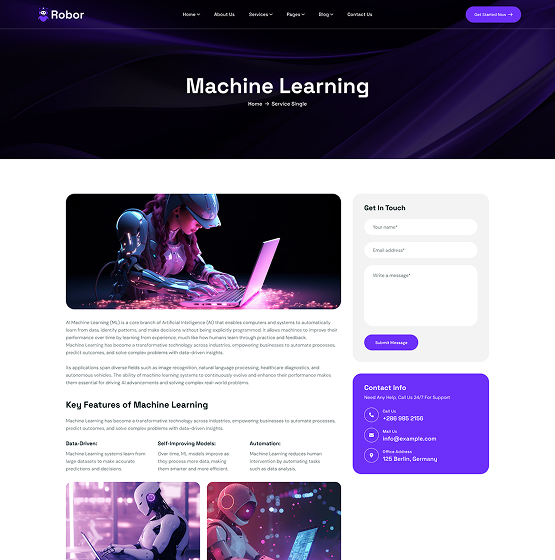 Robor
Home
About Us
Services
Pages
Blog
Contact Us
Get Started Now →
Machine Learning
Home → Service Single
AI Machine Learning (ML) is a core branch of Artificial Intelligence (AI) that enables computers and systems to automatically
learn from data, identify patterns, and make decisions without being explicitly programmed. It allows machines to improve their
performance over time by learning from experience, much like how humans learn through practice and feedback.
Machine Learning has become a transformative technology across industries, empowering businesses to automate processes,
predict outcomes, and solve complex problems with data-driven insights.
Its applications span diverse fields such as image recognition, natural language processing, healthcare diagnostics, and
autonomous vehicles. The ability of machine learning systems to continuously evolve and enhance their performance makes
them essential for driving AI advancements and solving complex real-world problems.
Key Features of Machine Learning
Machine Learning has become a transformative technology across industries, empowering businesses to automate processes,
predict outcomes, and solve complex problems with data-driven insights.
Data-Driven:
Machine Learning systems learn from
large datasets to make accurate
predictions and decisions.
Self-Improving Models:
Over time, ML models improve as
they process more data, making
them smarter and more efficient.
Automation:
Machine Learning reduces human
intervention by automating tasks
such as data analysis,
Get In Touch
Your name*
Email address*
Write a message*
Submit Message
Contact Info
Need Any Help, Call Us 24/7 For Support
Call Us
+286 985 2156
Mail Us
info@example.com
Office Address
125 Berlin, Germany